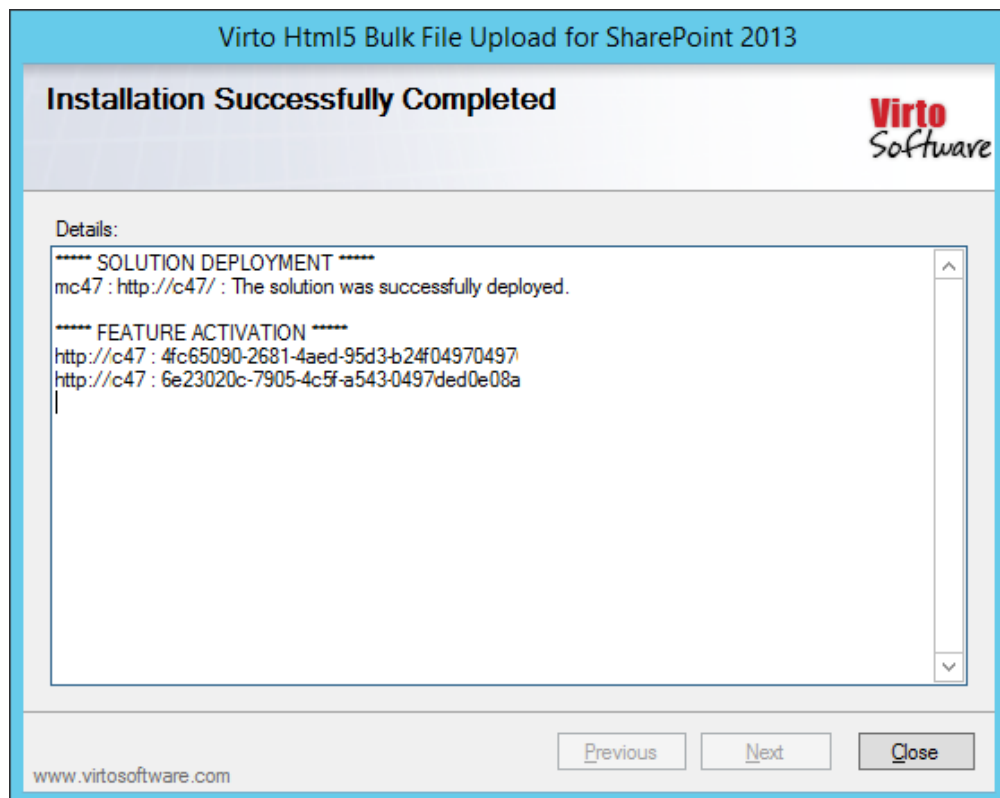 Virto Html5 Bulk File Upload for SharePoint 2013
Installation Successfully Completed
Virto
Software
Details:
***** SOLUTION DEPLOYMENT *****
mc47 : http://c47/ : The solution was successfully deployed.
***** FEATURE ACTIVATION *****
http://c47 : 4fc65090-2681-4aed-95d3-b24f04970497
http://c47 : 6e23020c-7905-4c5f-a543-0497ded0e08a
Previous
Next
Close
www.virtosoftware.com